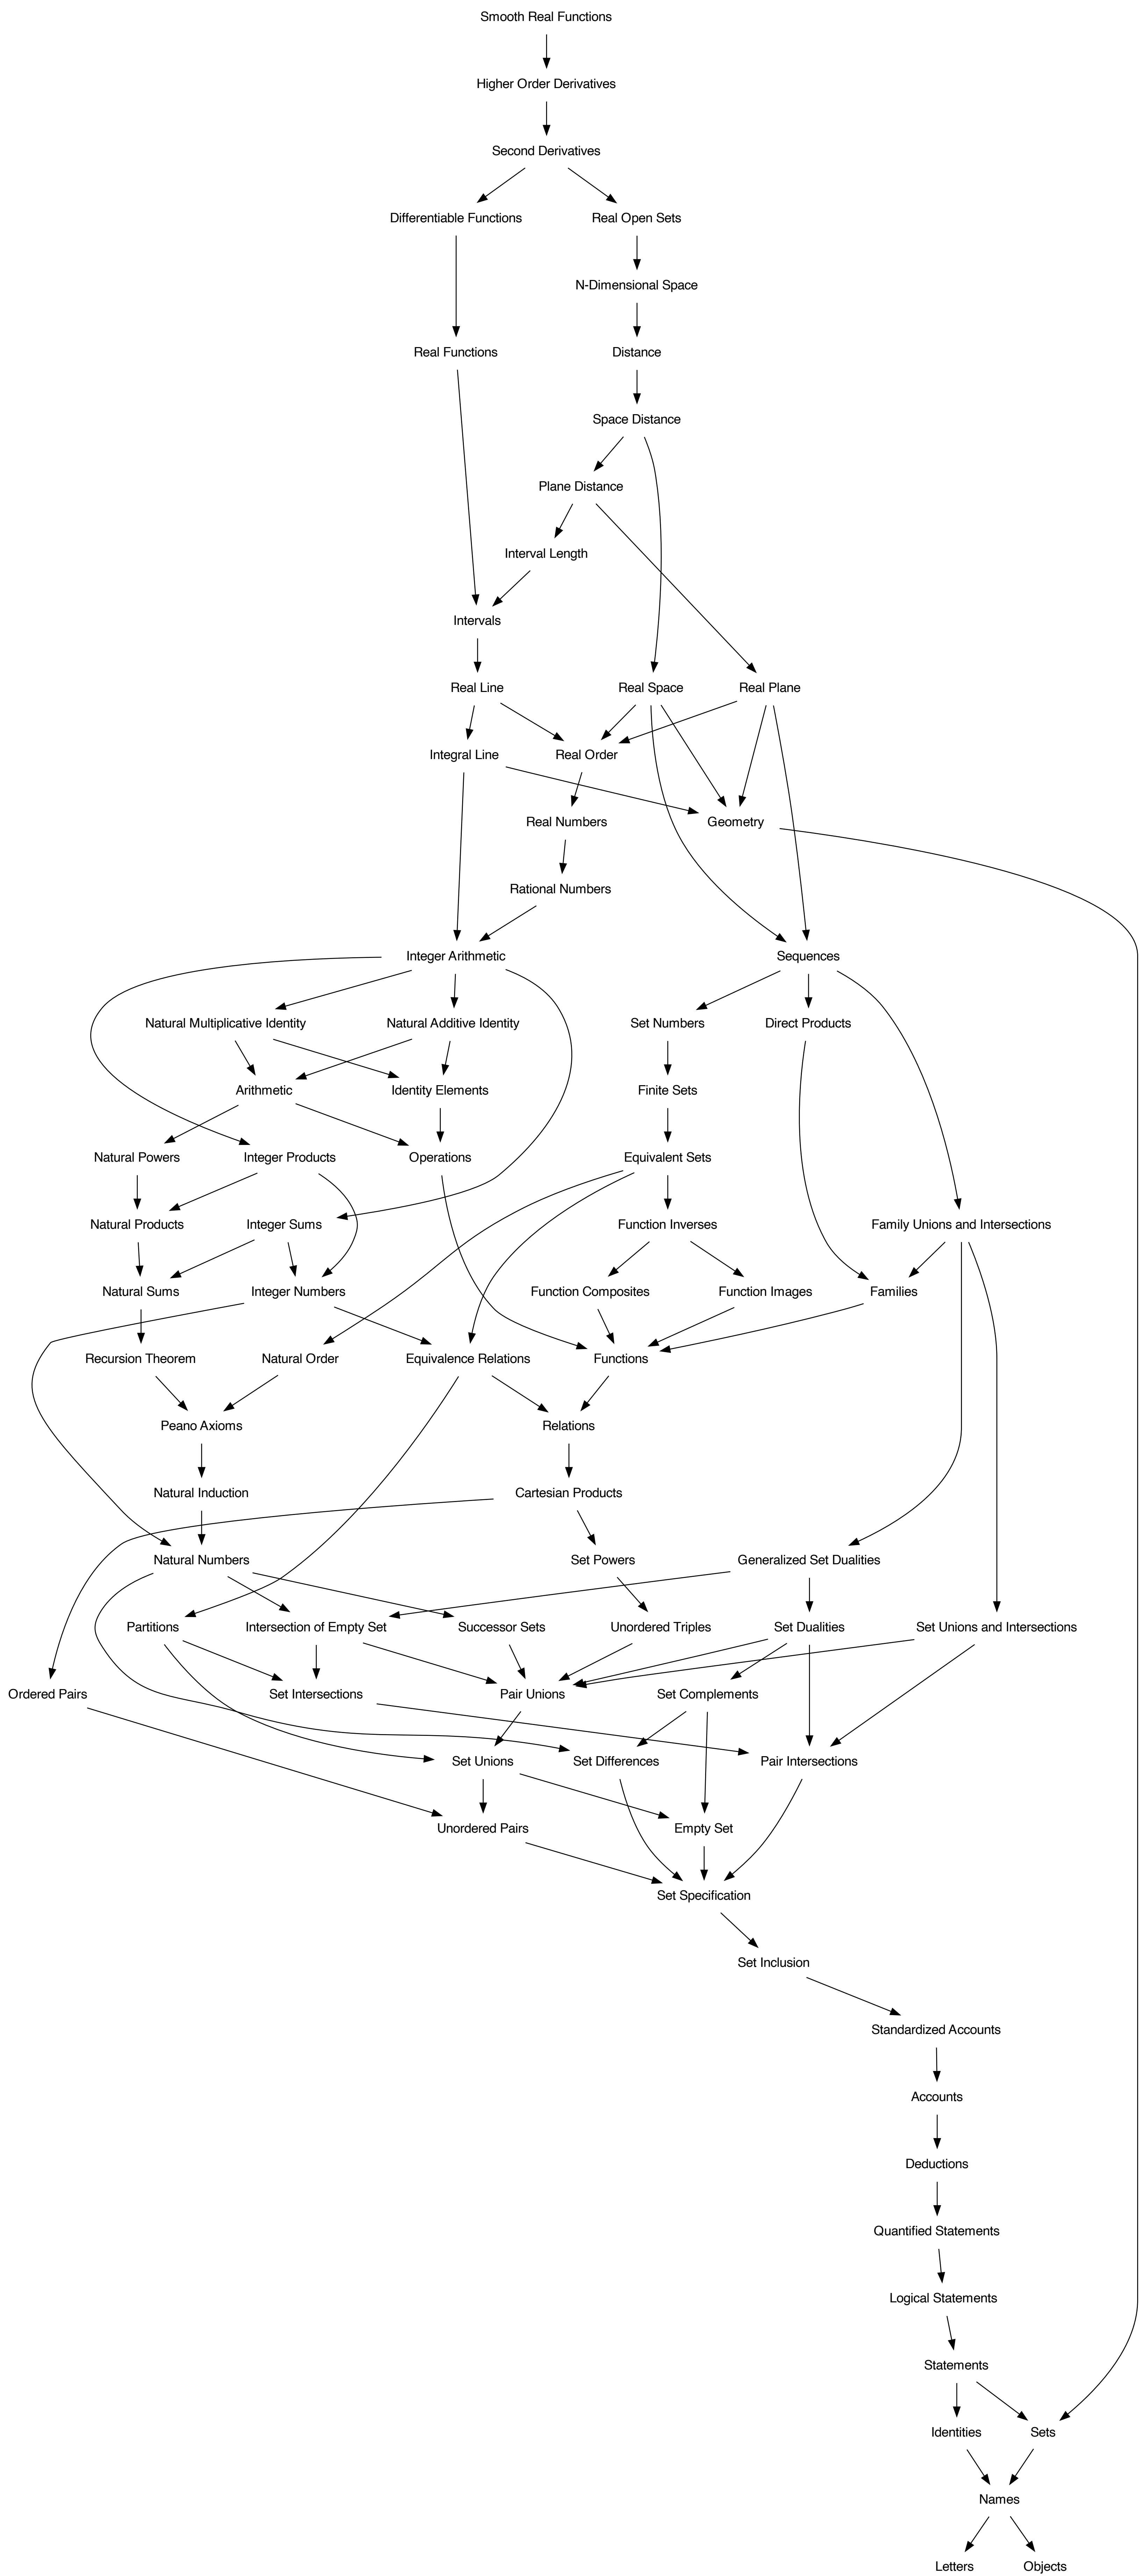 Smooth Real Functions
Higher Order Derivatives
Second Derivatives
Differentiable Functions
Real Open Sets
N-Dimensional Space
Real Functions
Distance
Space Distance
Plane Distance
Interval Length
Intervals
Real Line
Real Space
Real Plane
Integral Line
Real Order
Real Numbers
Geometry
Rational Numbers
Integer Arithmetic
Sequences
Natural Multiplicative Identity
Natural Additive Identity
Set Numbers
Direct Products
Arithmetic
Identity Elements
Finite Sets
Natural Powers
Integer Products
Operations
Equivalent Sets
Natural Products
Integer Sums
Function Inverses
Family Unions and Intersections
Natural Sums
Integer Numbers
Function Composites
Function Images
Families
Recursion Theorem
Natural Order
Equivalence Relations
Functions
Peano Axioms
Relations
Natural Induction
Cartesian Products
Natural Numbers
Set Powers
Generalized Set Dualities
Partitions
Intersection of Empty Set
Successor Sets
Unordered Triples
Set Dualities
Set Unions and Intersections
Ordered Pairs
Set Intersections
Pair Unions
Set Complements
Set Unions
Set Differences
Pair Intersections
Unordered Pairs
Empty Set
Set Specification
Set Inclusion
Standardized Accounts
Accounts
Deductions
Quantified Statements
Logical Statements
Statements
Identities
Sets
Names
Letters
Objects